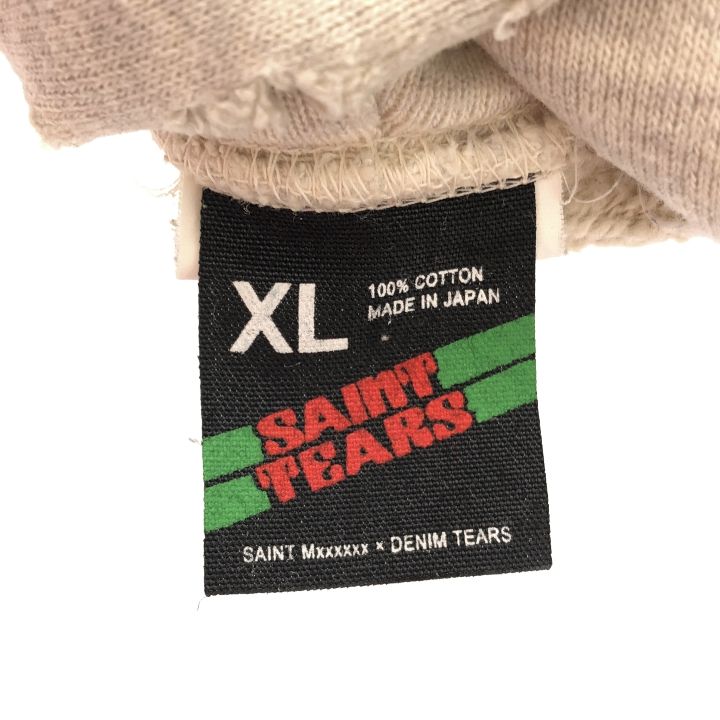 XL
100% COTTON
MADE IN JAPAN
SAINT
TEARS
SAINT Mxxxxxx × DENIM TEARS